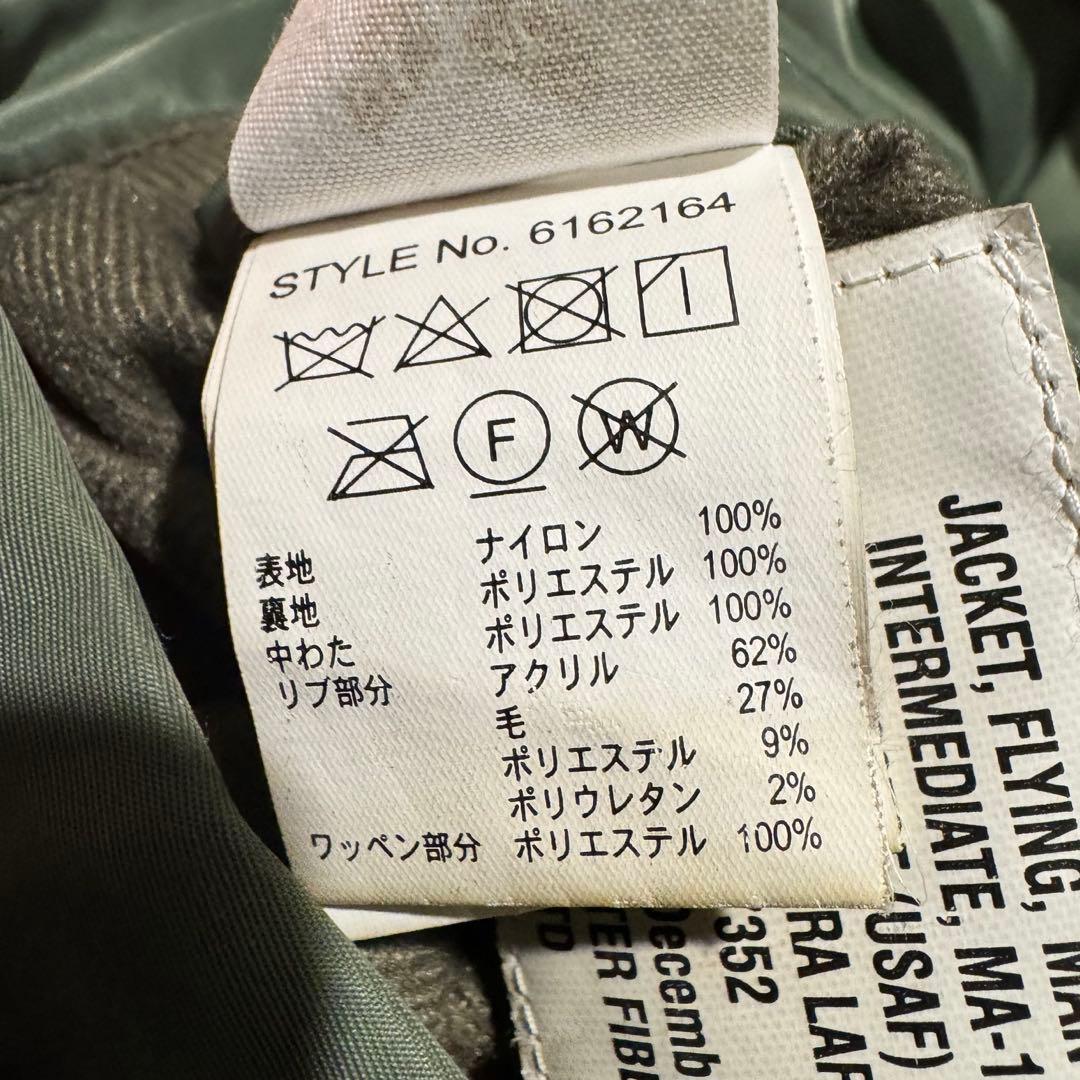 STYLE No. 6162164
F
W
表地 ナイロン 100%
裏地 ポリエステル 100%
中わた ポリエステル 100%
リブ部分 アクリル 62%
毛 27%
ポリエステル 9%
ポリウレタン 2%
ワッペン部分 ポリエステル 100%
JACKET, FLYING,
INTERMEDIATE, MA-1
(USAF)
352